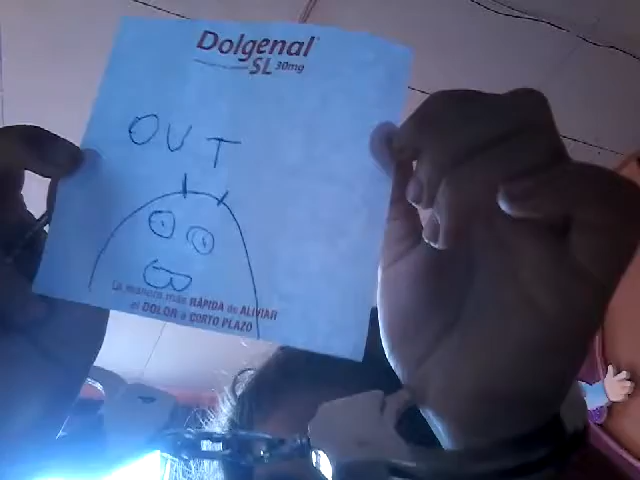 Dolgenal®
SL 30mg
OUT
La manera más RÁPIDA de ALIVIAR
el DOLOR a CORTO PLAZO